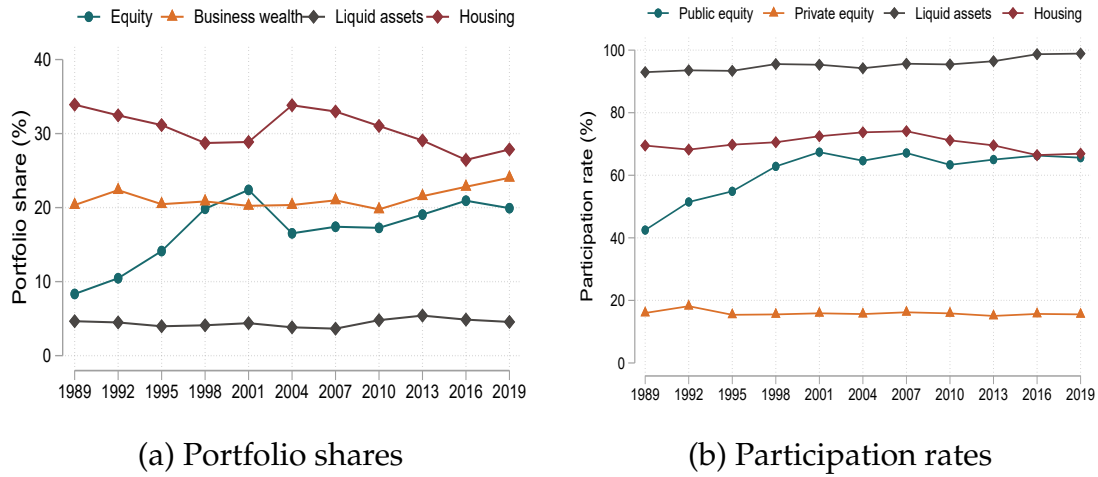 Equity Business wealth Liquid assets Housing
Portfolio share (%)
40
30
20
10
0
1989 1992 1995 1998 2001 2004 2007 2010 2013 2016 2019
(a) Portfolio shares
Public equity Private equity Liquid assets Housing
Participation rate (%)
100
80
60
40
20
0
1989 1992 1995 1998 2001 2004 2007 2010 2013 2016 2019
(b) Participation rates